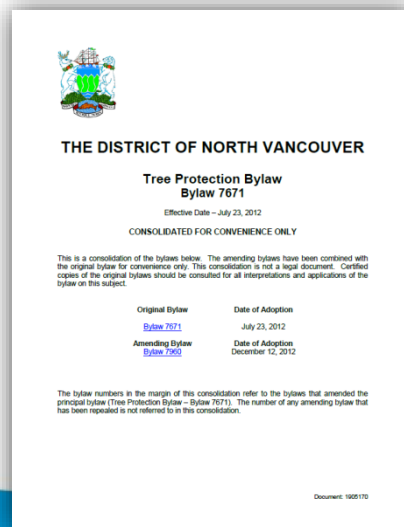 THE DISTRICT OF NORTH VANCOUVER
Tree Protection Bylaw
Bylaw 7671
Effective Date – July 23, 2012
CONSOLIDATED FOR CONVENIENCE ONLY
This is a consolidation of the bylaws below. The amending bylaws have been combined with
the original bylaw for convenience only. This consolidation is not a legal document. Certified
copies of the original bylaws should be consulted for all interpretations and applications of the
bylaw on this subject.
Original Bylaw Date of Adoption
Bylaw 7671 July 23, 2012
Amending Bylaw Date of Adoption
Bylaw 7960 December 12, 2012
The bylaw numbers in the margin of this consolidation refer to the bylaws that amended the
principal bylaw (Tree Protection Bylaw – Bylaw 7671). The number of any amending bylaw that
has been repealed is not referred to in this consolidation.
Document: 1905170